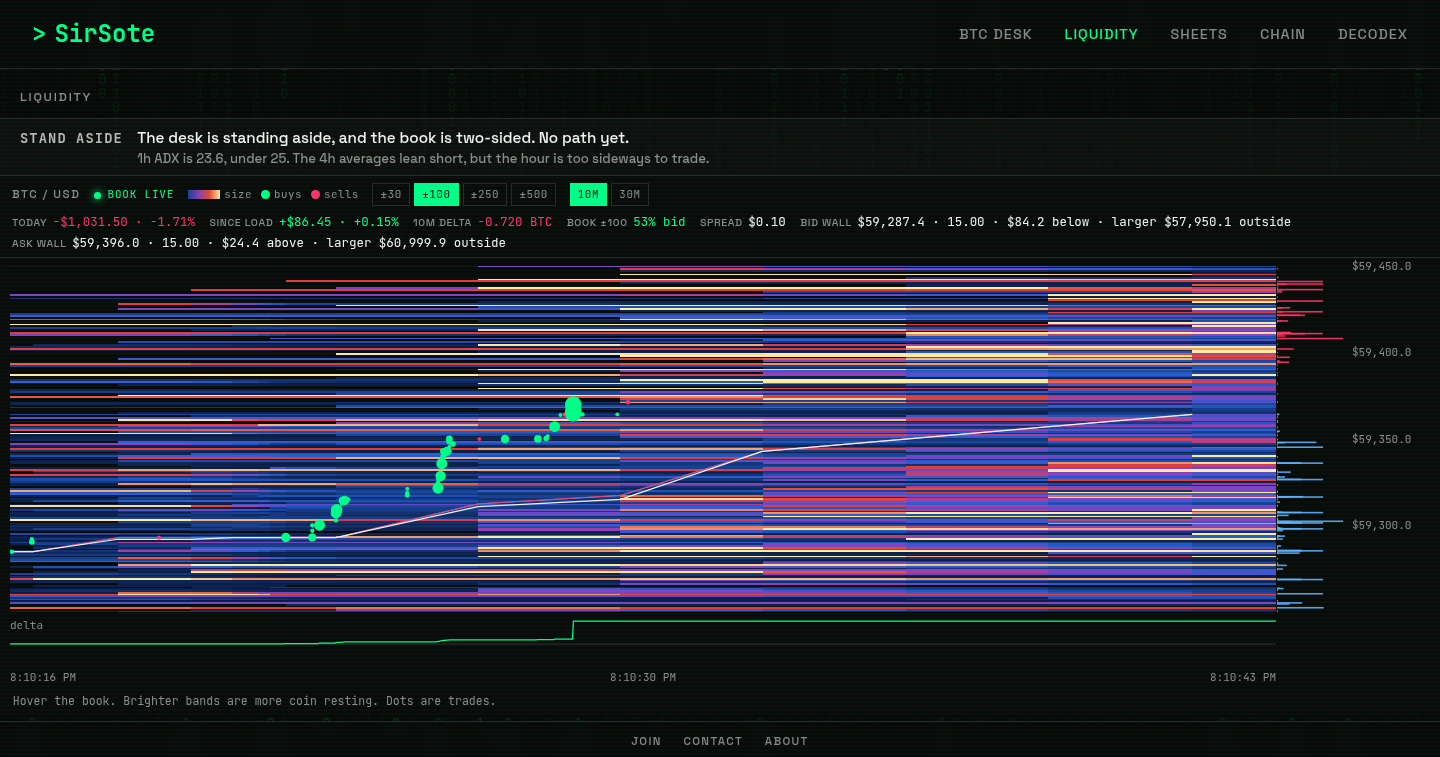 > SirSote
BTC DESK LIQUIDITY SHEETS CHAIN DECODEX
LIQUIDITY
STAND ASIDE The desk is standing aside, and the book is two-sided. No path yet.
1h ADX is 23.6, under 25. The 4h averages lean short, but the hour is too sideways to trade.
BTC / USD BOOK LIVE size buys sells ±30 ±100 ±250 ±500 10M 30M
TODAY -$1,031.50 · -1.71% SINCE LOAD +$86.45 · +0.15% 10M DELTA -0.720 BTC BOOK ±100 53% bid SPREAD $0.10 BID WALL $59,287.4 · 15.00 · $84.2 below · larger $57,950.1 outside
ASK WALL $59,396.0 · 15.00 · $24.4 above · larger $60,999.9 outside
$59,450.0
$59,400.0
$59,350.0
$59,300.0
delta
8:10:16 PM 8:10:30 PM 8:10:43 PM
Hover the book. Brighter bands are more coin resting. Dots are trades.
JOIN CONTACT ABOUT